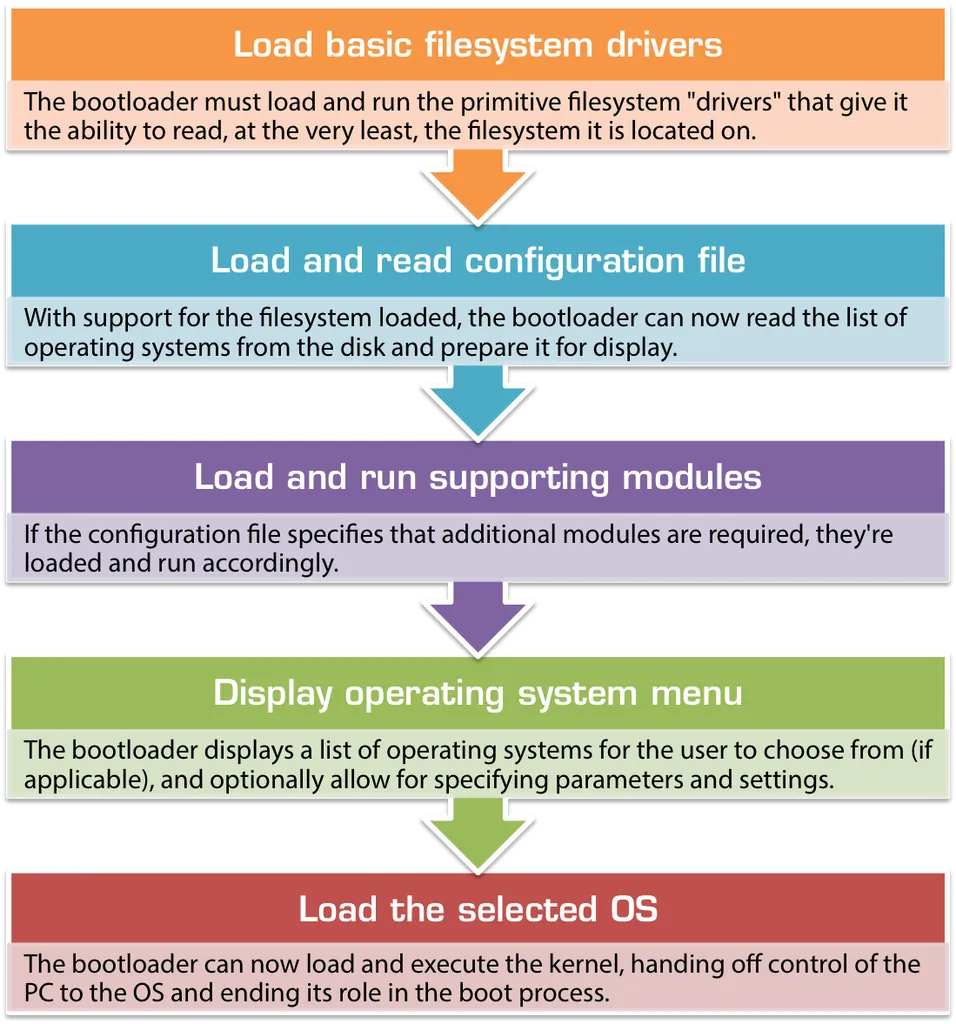 Load basic filesystem drivers
The bootloader must load and run the primitive filesystem "drivers" that give it
the ability to read, at the very least, the filesystem it is located on.
Load and read configuration file
With support for the filesystem loaded, the bootloader can now read the list of
operating systems from the disk and prepare it for display.
Load and run supporting modules
If the configuration file specifies that additional modules are required, they're
loaded and run accordingly.
Display operating system menu
The bootloader displays a list of operating systems for the user to choose from (if
applicable), and optionally allow for specifying parameters and settings.
Load the selected OS
The bootloader can now load and execute the kernel, handing off control of the
PC to the OS and ending its role in the boot process.